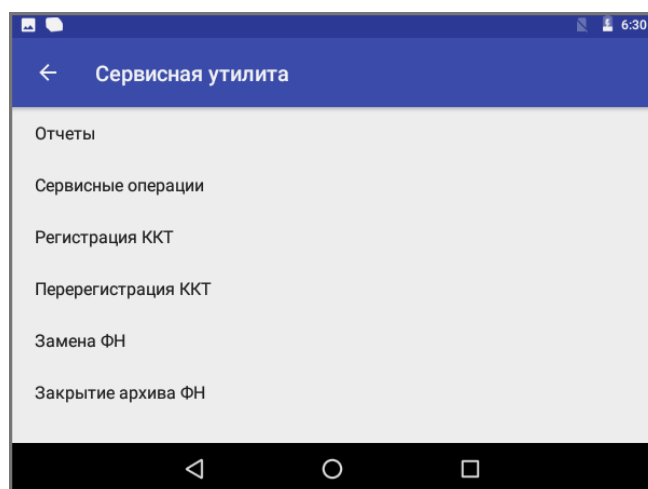 6:30
Сервисная утилита
Отчеты
Сервисные операции
Регистрация ККТ
Перерегистрация ККТ
Замена ФН
Закрытие архива ФН